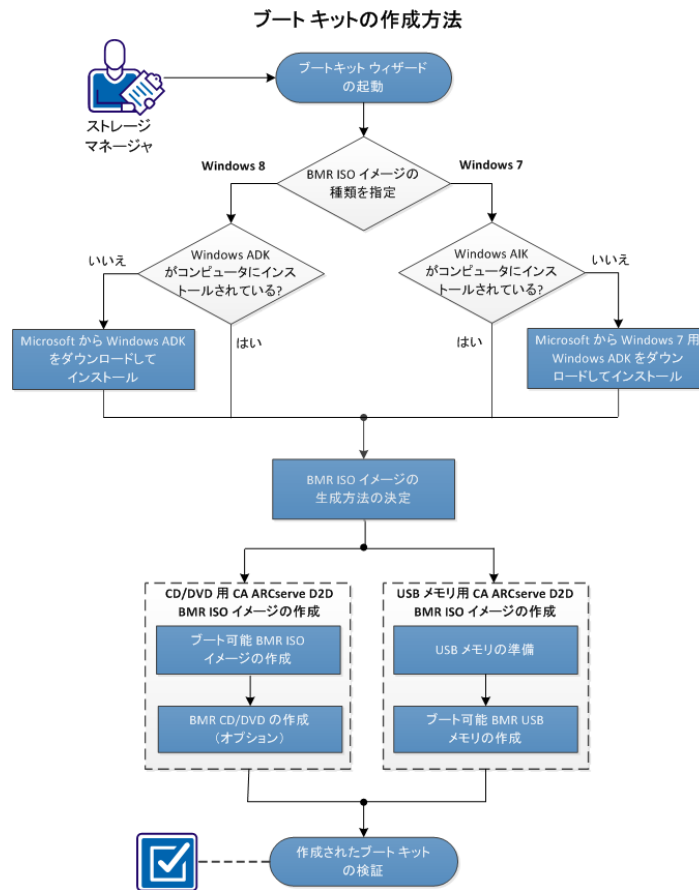 ブート キットの作成方法
ブートキット ウィザード
の起動
ストレージ
マネージャ
Windows 8
Windows 7
BMR ISO イメージの
種類を指定
Windows ADK
がコンピュータにインス
トールされている?
いいえ
はい
Windows AIK
がコンピュータにインス
トールされている?
いいえ
はい
Microsoft から Windows ADK
をダウンロードして
インストール
Microsoft から Windows 7 用
Windows ADK をダウン
ロードしてインストール
BMR ISO イメージの
生成方法の決定
CD/DVD 用 CA ARCserve D2D
BMR ISO イメージの作成
ブート可能 BMR ISO
イメージの作成
BMR CD/DVD の作成
(オプション)
USB メモリ用 CA ARCserve D2D
BMR ISO イメージの作成
USB メモリの準備
ブート可能 BMR USB
メモリの作成
作成されたブート キット
の検証